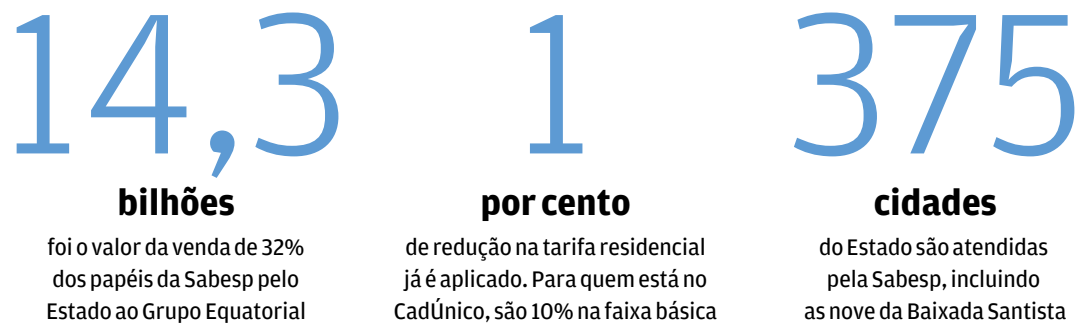 14,3
bilhões
foi o valor da venda de 32%
dos papéis da Sabesp pelo
Estado ao Grupo Equatorial
1
por cento
de redução na tarifa residencial
já é aplicado. Para quem está no
CadÚnico, são 10% na faixa básica
375
cidades
do Estado são atendidas
pela Sabesp, incluindo
as nove da Baixada Santista